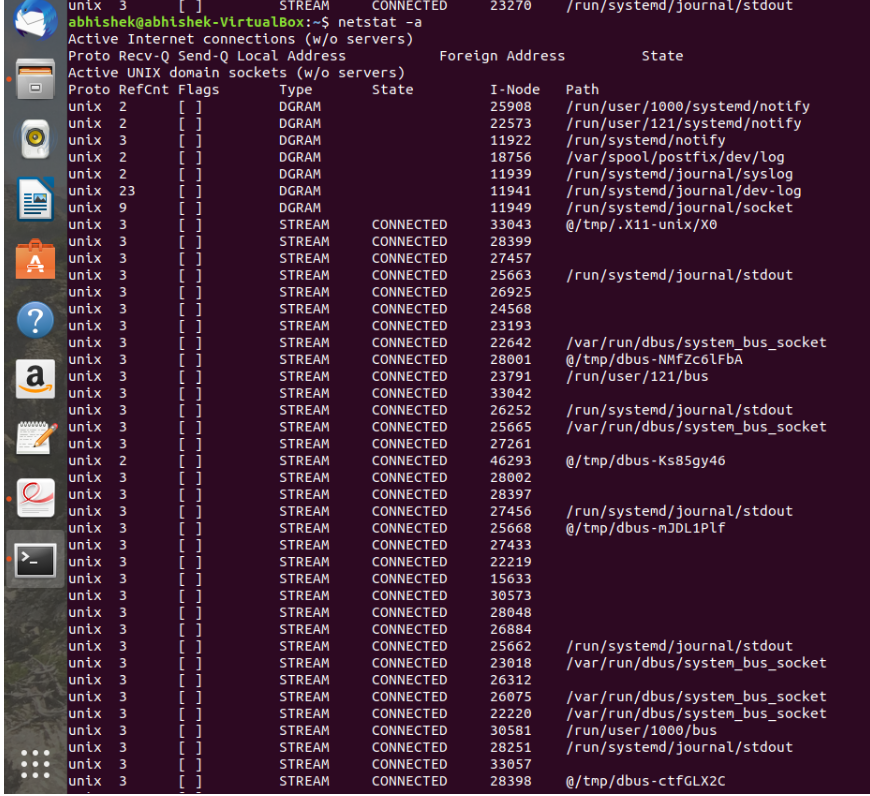 unix 3 [ ] STREAM CONNECTED 23270 /run/systemd/journal/stdout
abhishek@abhishek-VirtualBox:~$ netstat –a
Active Internet connections (w/o servers)
Proto Recv-Q Send-Q Local Address Foreign Address State
Active UNIX domain sockets (w/o servers)
Proto RefCnt Flags Type State I-Node Path
unix 2 [ ] DGRAM 25908 /run/user/1000/systemd/notify
unix 2 [ ] DGRAM 22573 /run/user/121/systemd/notify
unix 3 [ ] DGRAM 11922 /run/systemd/notify
unix 2 [ ] DGRAM 18756 /var/spool/postfix/dev/log
unix 2 [ ] DGRAM 11939 /run/systemd/journal/syslog
unix 23 [ ] DGRAM 11941 /run/systemd/journal/dev-log
unix 9 [ ] DGRAM 11949 /run/systemd/journal/socket
unix 3 [ ] STREAM CONNECTED 33043 @/tmp/.X11-unix/X0
unix 3 [ ] STREAM CONNECTED 28399
unix 3 [ ] STREAM CONNECTED 27457
unix 3 [ ] STREAM CONNECTED 25663 /run/systemd/journal/stdout
unix 3 [ ] STREAM CONNECTED 26925
unix 3 [ ] STREAM CONNECTED 24568
unix 3 [ ] STREAM CONNECTED 23193
unix 3 [ ] STREAM CONNECTED 22642 /var/run/dbus/system_bus_socket
unix 3 [ ] STREAM CONNECTED 28001 @/tmp/dbus-NMfZc6lFbA
unix 3 [ ] STREAM CONNECTED 23791 /run/user/121/bus
unix 3 [ ] STREAM CONNECTED 33042
unix 3 [ ] STREAM CONNECTED 26252 /run/systemd/journal/stdout
unix 3 [ ] STREAM CONNECTED 25665 /var/run/dbus/system_bus_socket
unix 3 [ ] STREAM CONNECTED 27261
unix 2 [ ] STREAM CONNECTED 46293 @/tmp/dbus-Ks85gy46
unix 3 [ ] STREAM CONNECTED 28002
unix 3 [ ] STREAM CONNECTED 28397
unix 3 [ ] STREAM CONNECTED 27456 /run/systemd/journal/stdout
unix 3 [ ] STREAM CONNECTED 25668 @/tmp/dbus-mJDL1Plf
unix 3 [ ] STREAM CONNECTED 27433
unix 3 [ ] STREAM CONNECTED 22219
unix 3 [ ] STREAM CONNECTED 15633
unix 3 [ ] STREAM CONNECTED 30573
unix 3 [ ] STREAM CONNECTED 28048
unix 3 [ ] STREAM CONNECTED 26884
unix 3 [ ] STREAM CONNECTED 25662 /run/systemd/journal/stdout
unix 3 [ ] STREAM CONNECTED 23018 /var/run/dbus/system_bus_socket
unix 3 [ ] STREAM CONNECTED 26312
unix 3 [ ] STREAM CONNECTED 26075 /var/run/dbus/system_bus_socket
unix 3 [ ] STREAM CONNECTED 22220 /var/run/dbus/system_bus_socket
unix 3 [ ] STREAM CONNECTED 30581 /run/user/1000/bus
unix 3 [ ] STREAM CONNECTED 28251 /run/systemd/journal/stdout
unix 3 [ ] STREAM CONNECTED 33057
unix 3 [ ] STREAM CONNECTED 28398 @/tmp/dbus-ctfGLX2C